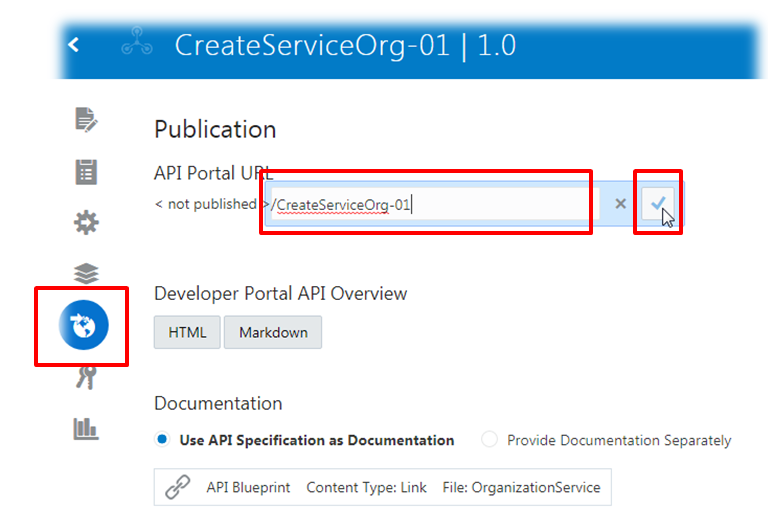 CreateServiceOrg-01 | 1.0
Publication
API Portal URL
< not published >/CreateServiceOrg-01
Developer Portal API Overview
HTML Markdown
Documentation
Use API Specification as Documentation Provide Documentation Separately
API Blueprint Content Type: Link File: OrganizationService